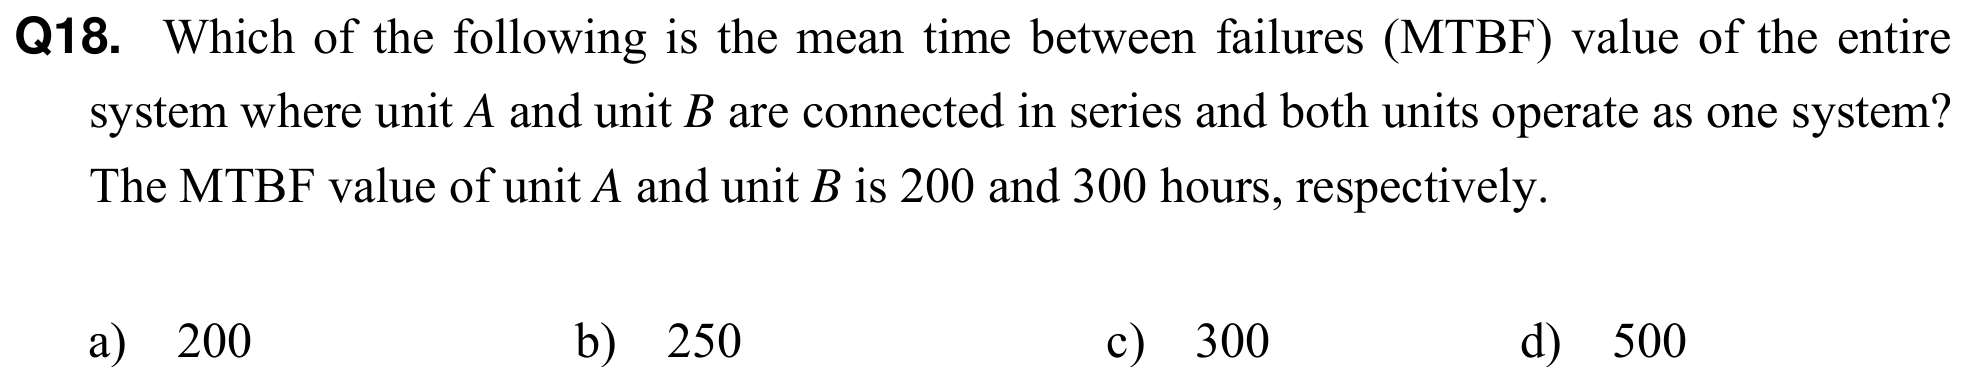 Q18. Which of the following is the mean time between failures (MTBF) value of the entire
system where unit A and unit B are connected in series and both units operate as one system?
The MTBF value of unit A and unit B is 200 and 300 hours, respectively.
a) 200 b) 250 c) 300 d) 500